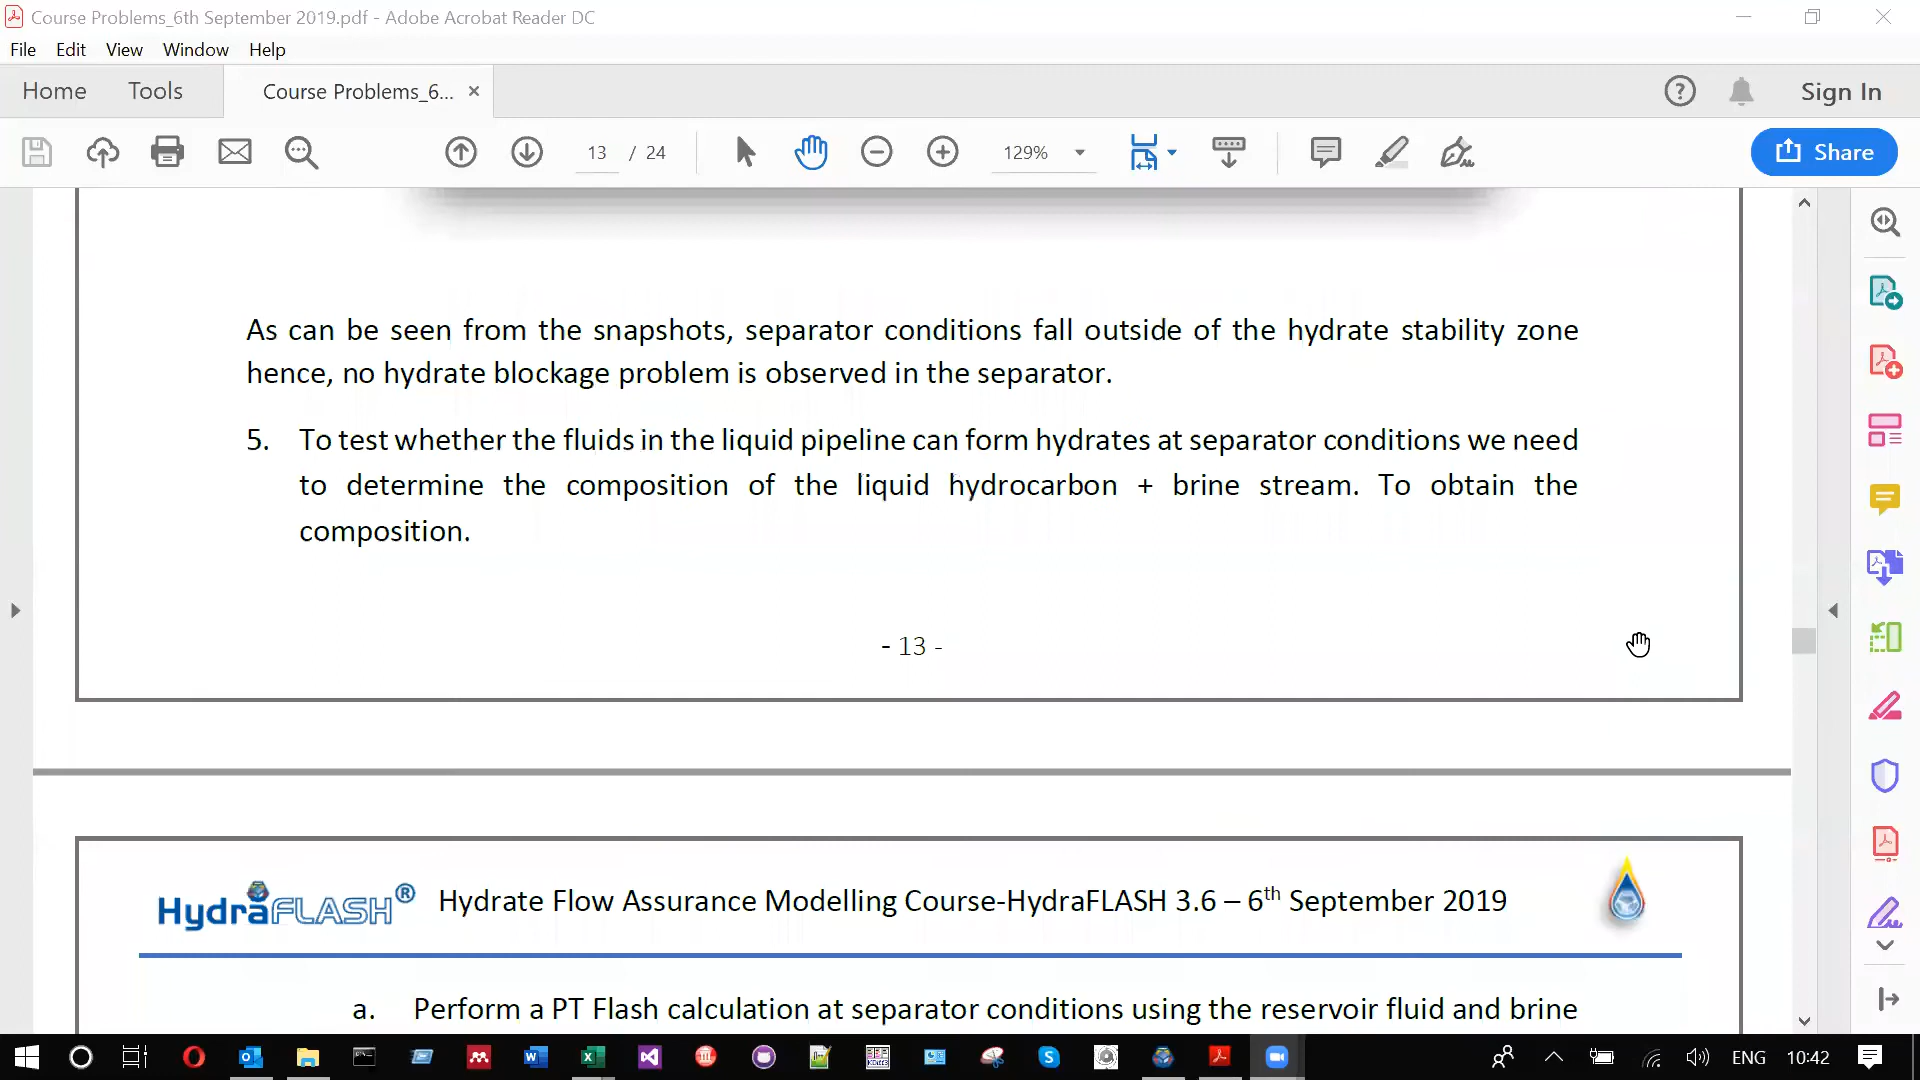 Course Problems_6th September 2019.pdf - Adobe Acrobat Reader DC
File Edit View Window Help
Home Tools Course Problems_6... × Sign In
13 / 24 129% Share
As can be seen from the snapshots, separator conditions fall outside of the hydrate stability zone
hence, no hydrate blockage problem is observed in the separator.
5. To test whether the fluids in the liquid pipeline can form hydrates at separator conditions we need
to determine the composition of the liquid hydrocarbon + brine stream. To obtain the
composition.
- 13 -
HydraFLASH® Hydrate Flow Assurance Modelling Course-HydraFLASH 3.6 – 6th September 2019
a. Perform a PT Flash calculation at separator conditions using the reservoir fluid and brine
ENG 10:42